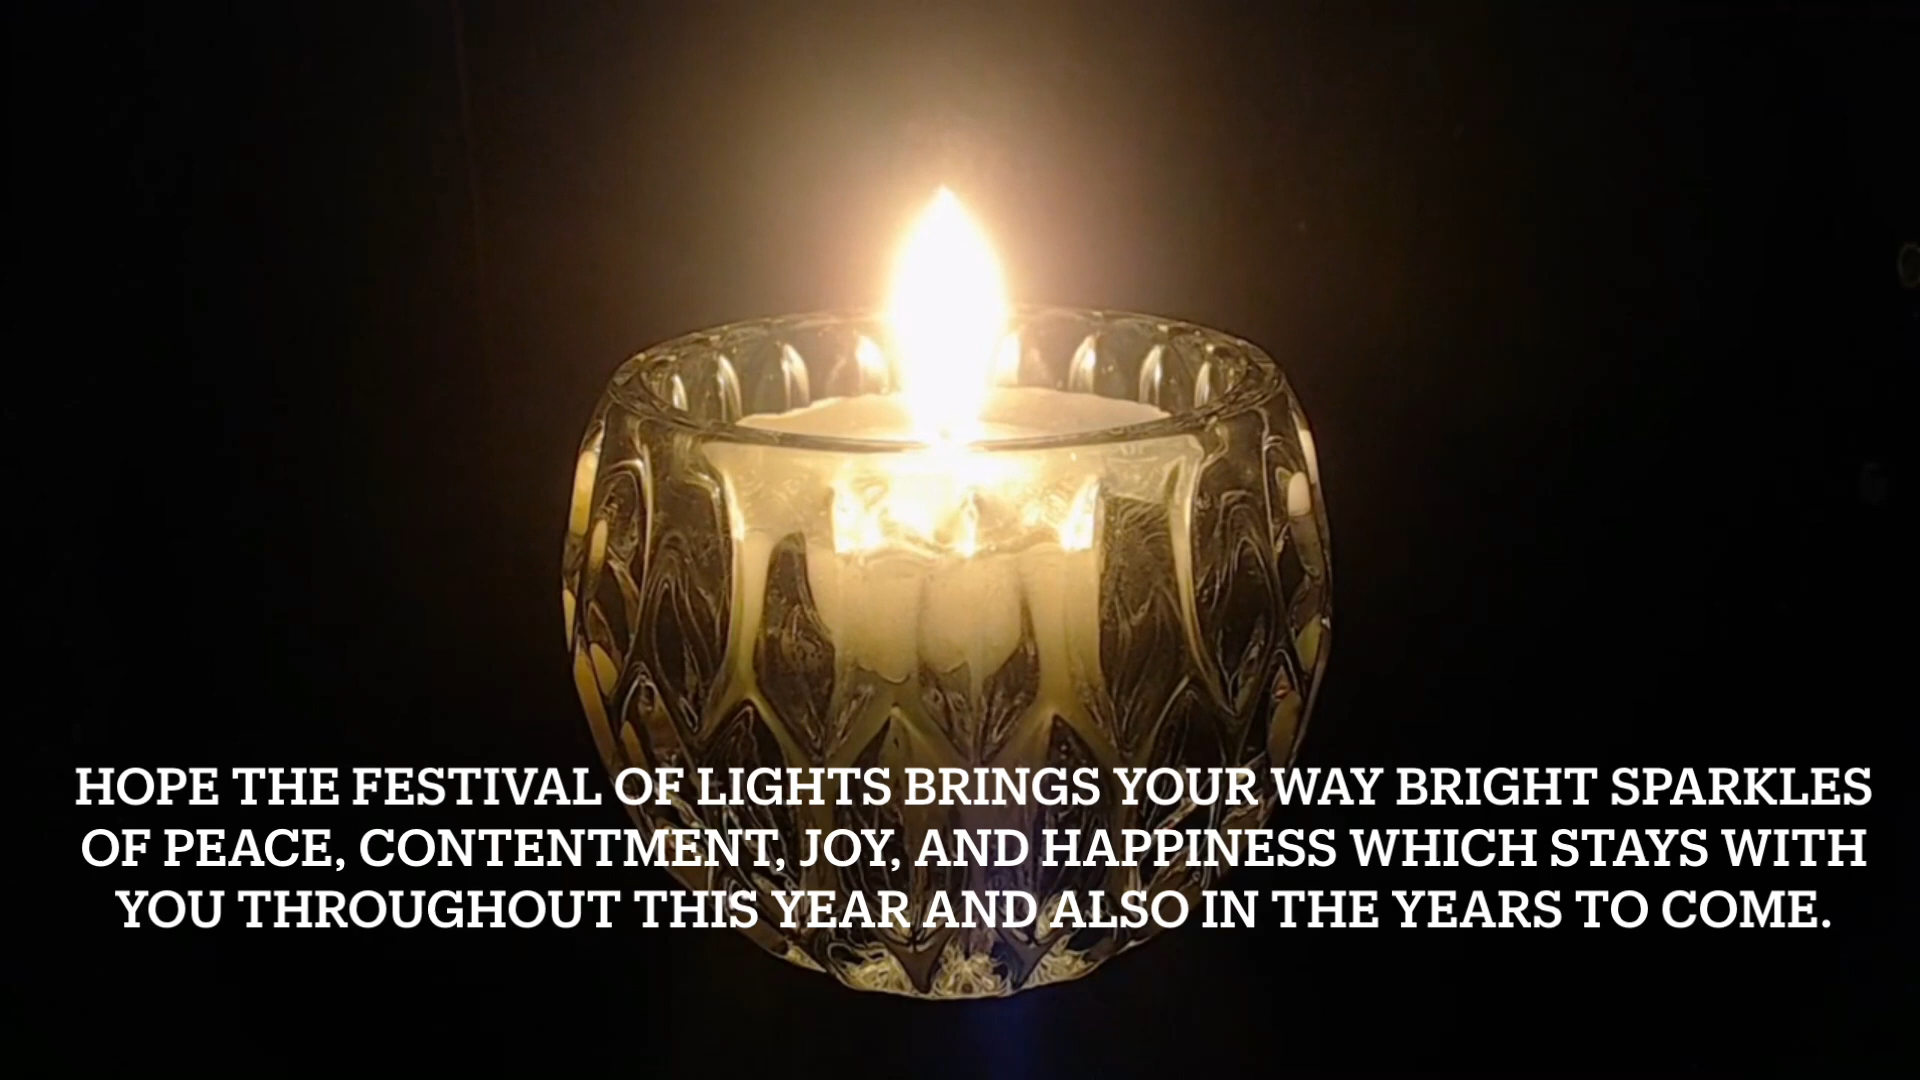 HOPE THE FESTIVAL OF LIGHTS BRINGS YOUR WAY BRIGHT SPARKLES
OF PEACE, CONTENTMENT, JOY, AND HAPPINESS WHICH STAYS WITH
YOU THROUGHOUT THIS YEAR AND ALSO IN THE YEARS TO COME.